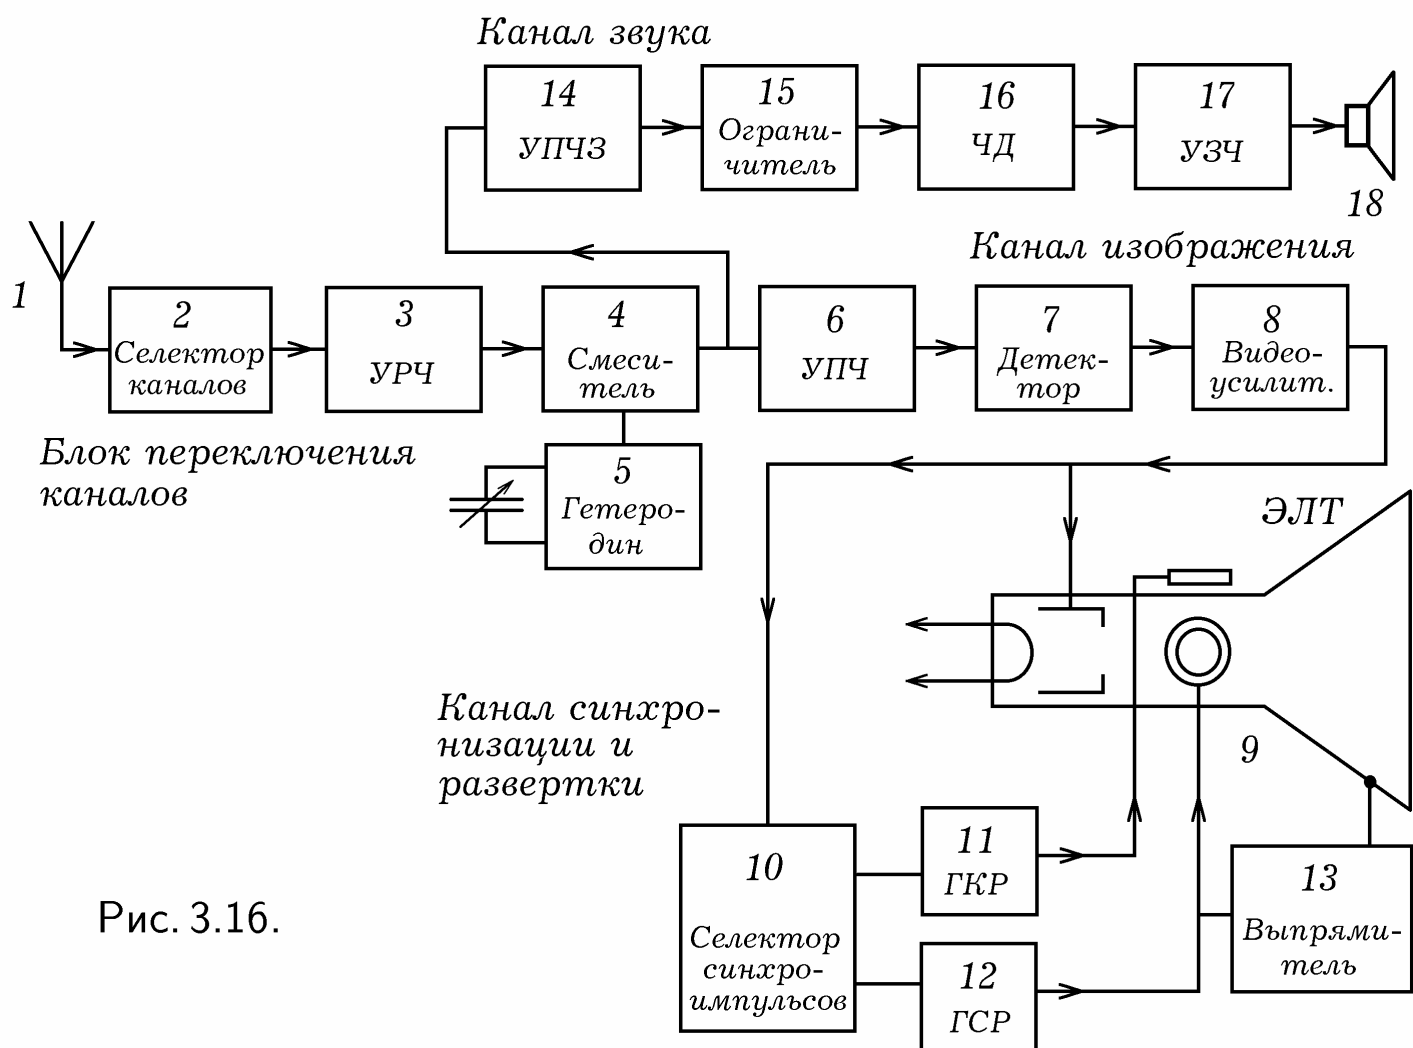 Канал звука
14
УПЧЗ
15
Ограни-
читель
16
ЧД
17
УЗЧ
18
Канал изображения
1
2
Селектор
каналов
3
УРЧ
4
Смеси-
тель
6
УПЧ
7
Детек-
тор
8
Видео-
усилит.
Блок переключения
каналов
5
Гетеро-
дин
ЭЛТ
9
Канал синхро-
низации и
развертки
10
Селектор
синхро-
импульсов
11
ГКР
12
ГСР
13
Выпрями-
тель
Рис. 3.16.